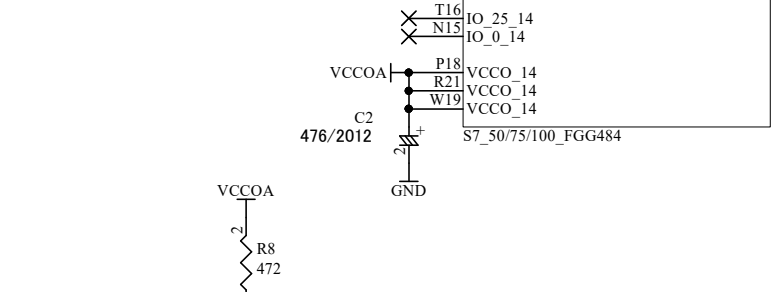 T16 IO_25_14
N15 IO_0_14
VCCOA P18 VCCO_14
R21 VCCO_14
W19 VCCO_14
C2
476/2012 + S7_50/75/100_FGG484
2
GND
VCCOA
2
R8
472